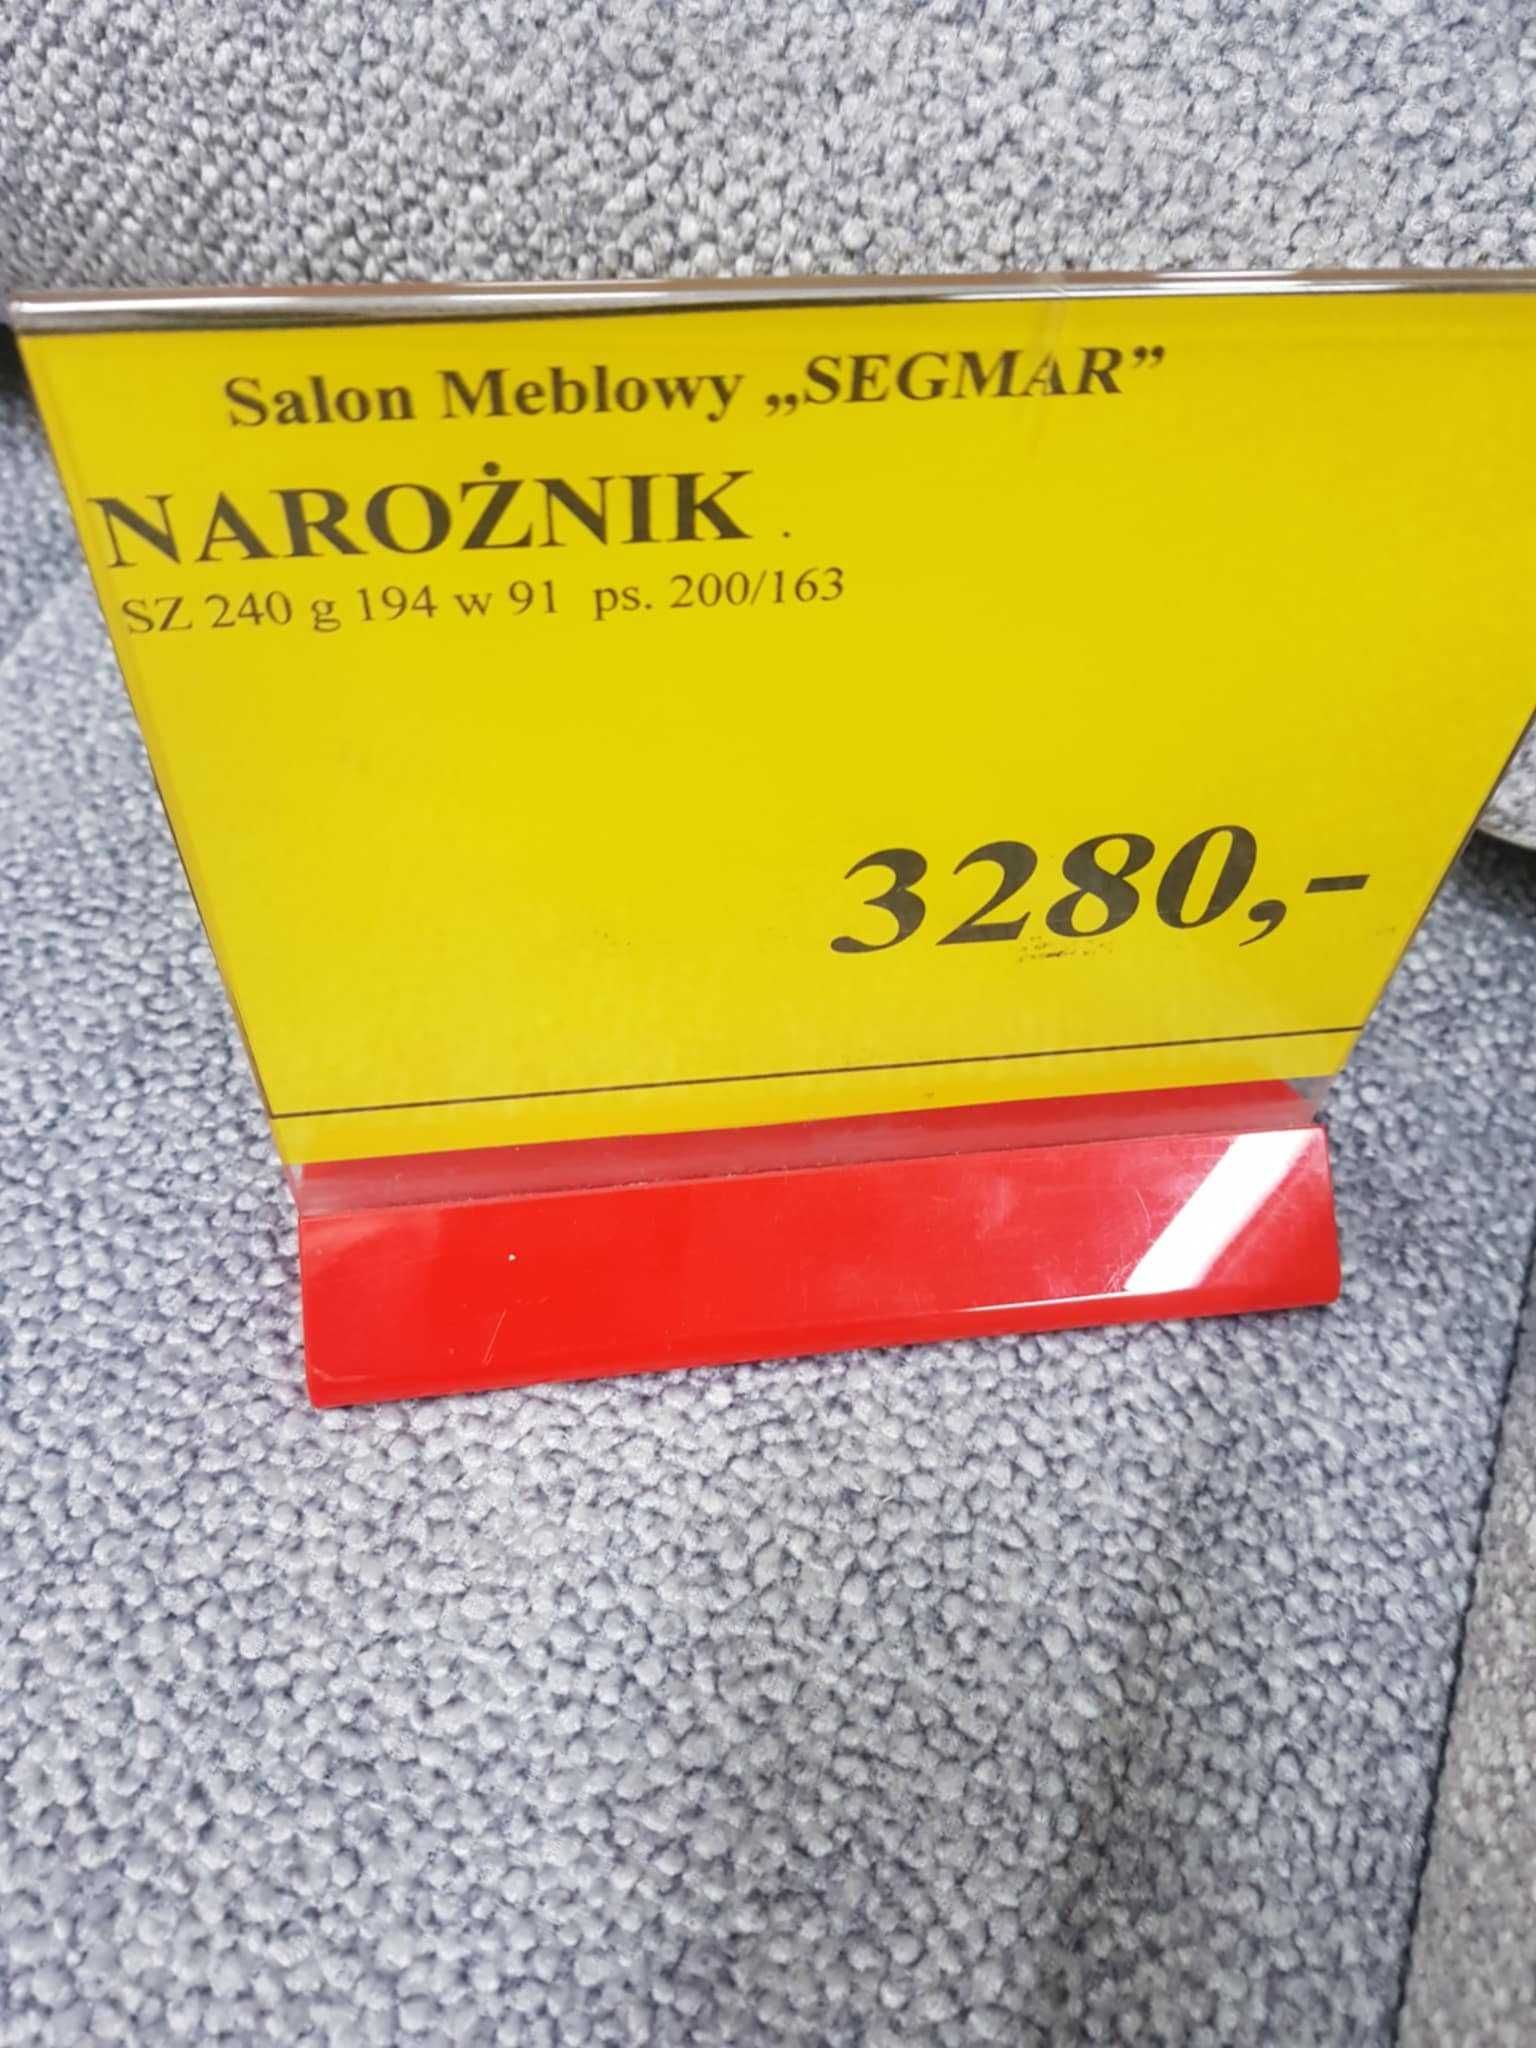 Salon Meblowy „SEGMAR”
NAROŻNIK .
SZ 240 g 194 w 91 ps. 200/163
3280,-